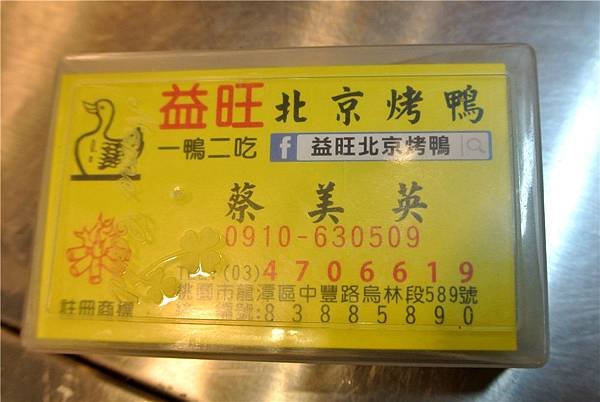 益旺北京烤鴨
一鴨二吃 f 益旺北京烤鴨
蔡美英
0910-630509
(03)4706619
桃園市龍潭區中豐路烏林段589號
編號:83885890
註冊商標